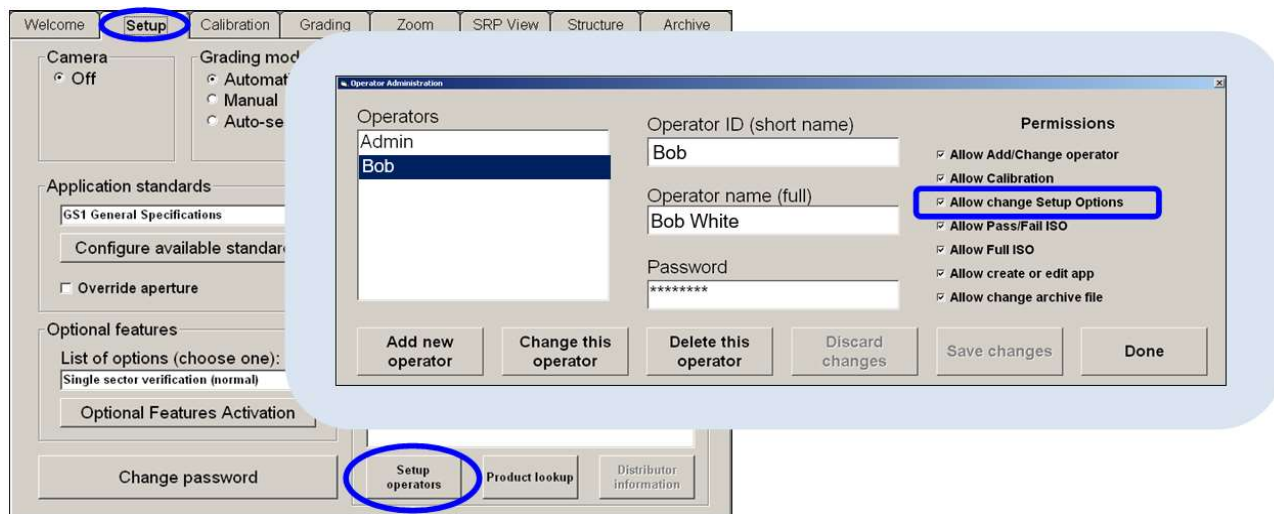 Welcome
Setup
Calibration
Grading
Zoom
SRP View
Structure
Archive
Camera
Off
Grading mod
Automati
Manual
Auto-se
Application standards
GS1 General Specifications
Configure available standar
Override aperture
Optional features
List of options (choose one):
Single sector verification (normal)
Optional Features Activation
Change password
Setup
operators
Product lookup
Distributor
information
Operator Administration
Operators
Admin
Bob
Operator ID (short name)
Bob
Operator name (full)
Bob White
Password
********
Permissions
Allow Add/Change operator
Allow Calibration
Allow change Setup Options
Allow Pass/Fail ISO
Allow Full ISO
Allow create or edit app
Allow change archive file
Add new
operator
Change this
operator
Delete this
operator
Discard
changes
Save changes
Done